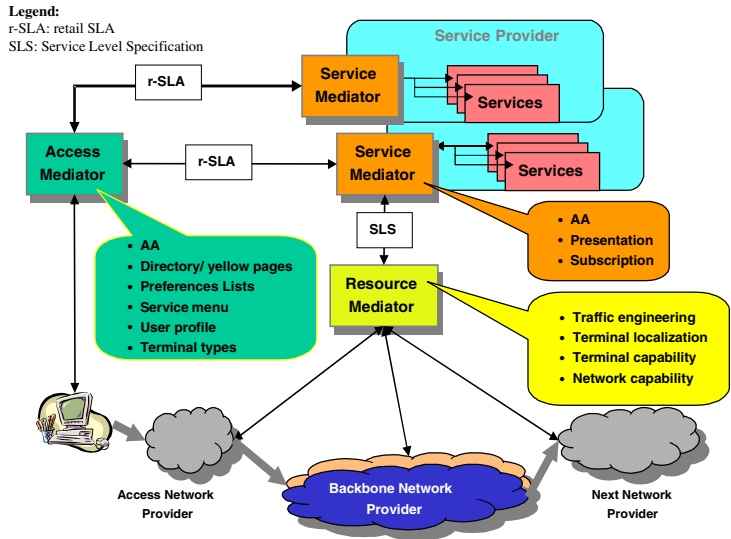 Legend:
r-SLA: retail SLA
SLS: Service Level Specification
Service Provider
r-SLA
Service
Mediator
Services
Access
Mediator
r-SLA
Service
Mediator
Services
SLS
• AA
• Presentation
• Subscription
• AA
• Directory/ yellow pages
• Preferences Lists
• Service menu
• User profile
• Terminal types
Resource
Mediator
• Traffic engineering
• Terminal localization
• Terminal capability
• Network capability
Access Network
Provider
Backbone Network
Provider
Next Network
Provider